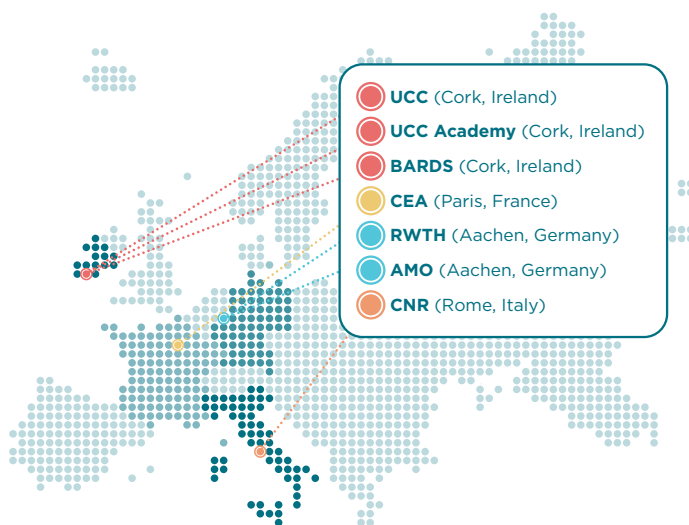 UCC (Cork, Ireland)
UCC Academy (Cork, Ireland)
BARDS (Cork, Ireland)
CEA (Paris, France)
RWTH (Aachen, Germany)
AMO (Aachen, Germany)
CNR (Rome, Italy)